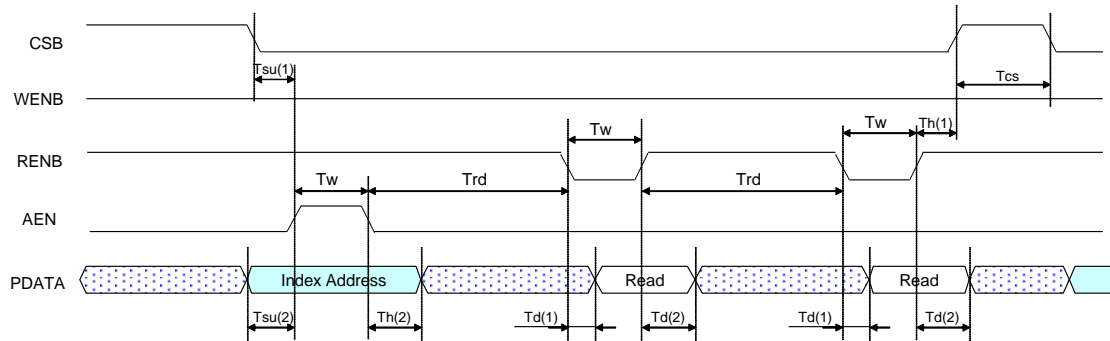 CSB
Tsu(1)
Tcs
WENB
Tw
Tw
Th(1)
RENB
Tw
Trd
Trd
AEN
Index Address
Read
Read
PDATA
Tsu(2)
Th(2)
Td(1)
Td(2)
Td(1)
Td(2)